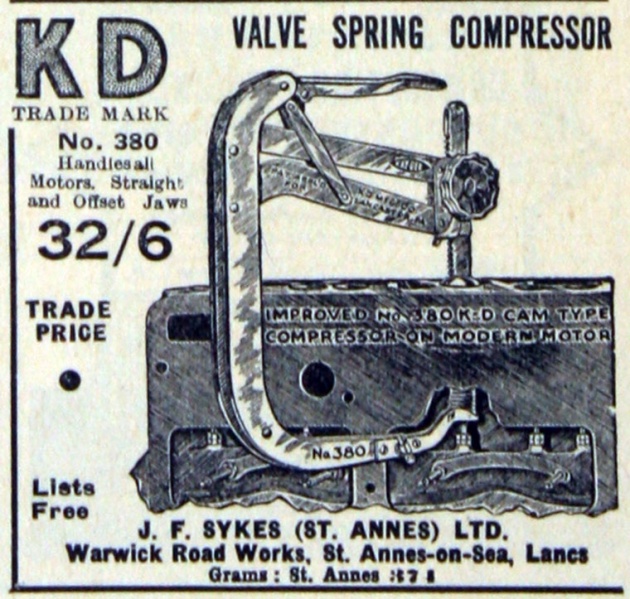 KD
VALVE SPRING COMPRESSOR
TRADE MARK
No. 380
Handles all
Motors. Straight
and Offset Jaws
32/6
TRADE
PRICE
IMPROVED No. 380 K-D CAM TYPE
COMPRESSOR ON MODERN MOTOR
No 380
Lists
Free
J. F. SYKES (ST. ANNES) LTD.
Warwick Road Works, St. Annes-on-Sea, Lancs
Grams: St. Annes